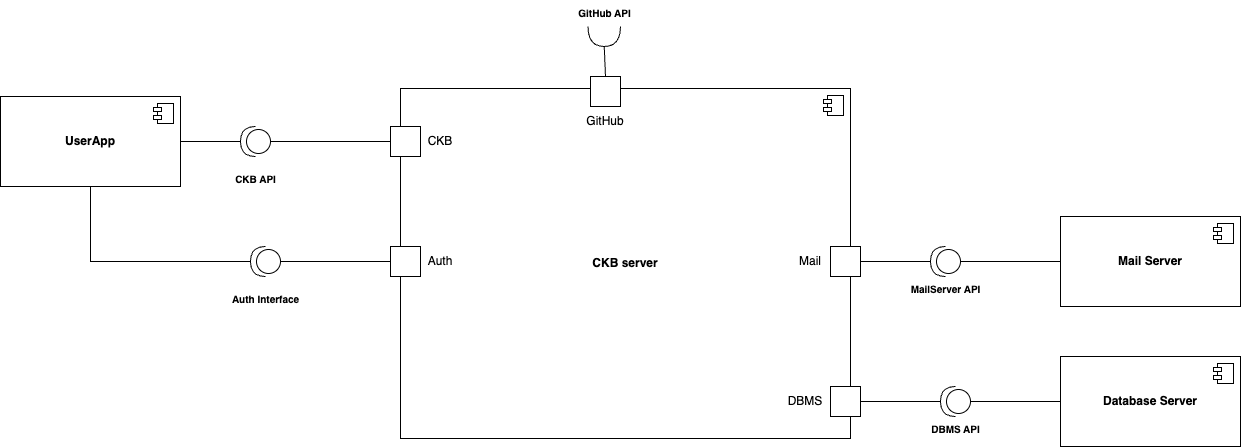 GitHub API
GitHub
UserApp
CKB
CKB API
Auth
Auth Interface
CKB server
Mail
MailServer API
Mail Server
DBMS
DBMS API
Database Server